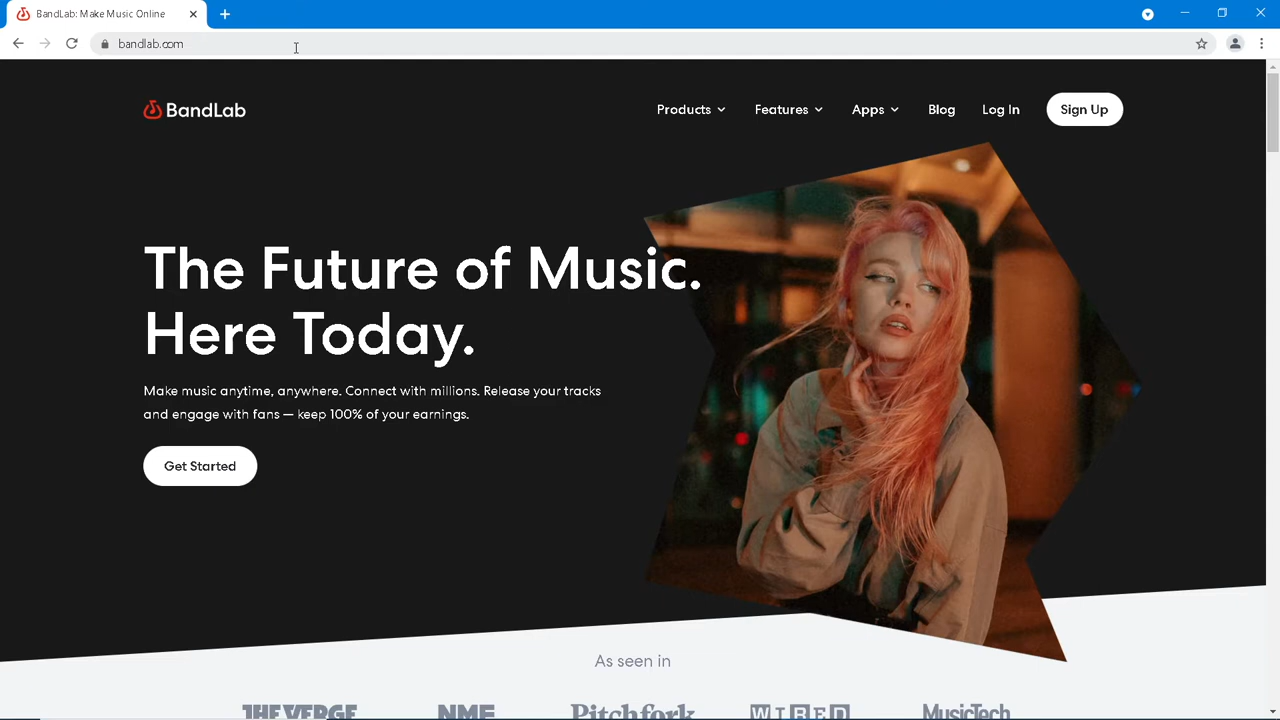 BandLab: Make Music Online
bandlab.com
BandLab
Products
Features
Apps
Blog
Log In
Sign Up
The Future of Music.
Here Today.
Make music anytime, anywhere. Connect with millions. Release your tracks
and engage with fans — keep 100% of your earnings.
Get Started
As seen in
THE VERGE
NME
Pitchfork
WIRED
MusicTech